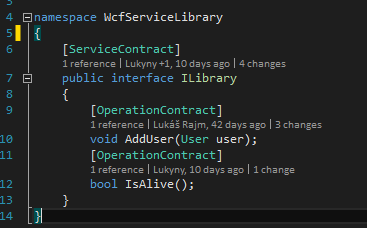 4 namespace WcfServiceLibrary
5 {
6 [ServiceContract]
1 reference | Lukyny +1, 10 days ago | 4 changes
7 public interface ILibrary
8 {
9 [OperationContract]
1 reference | Lukáš Rajm, 42 days ago | 3 changes
10 void AddUser(User user);
11 [OperationContract]
1 reference | Lukyny, 10 days ago | 1 change
12 bool IsAlive();
13 }
14 }